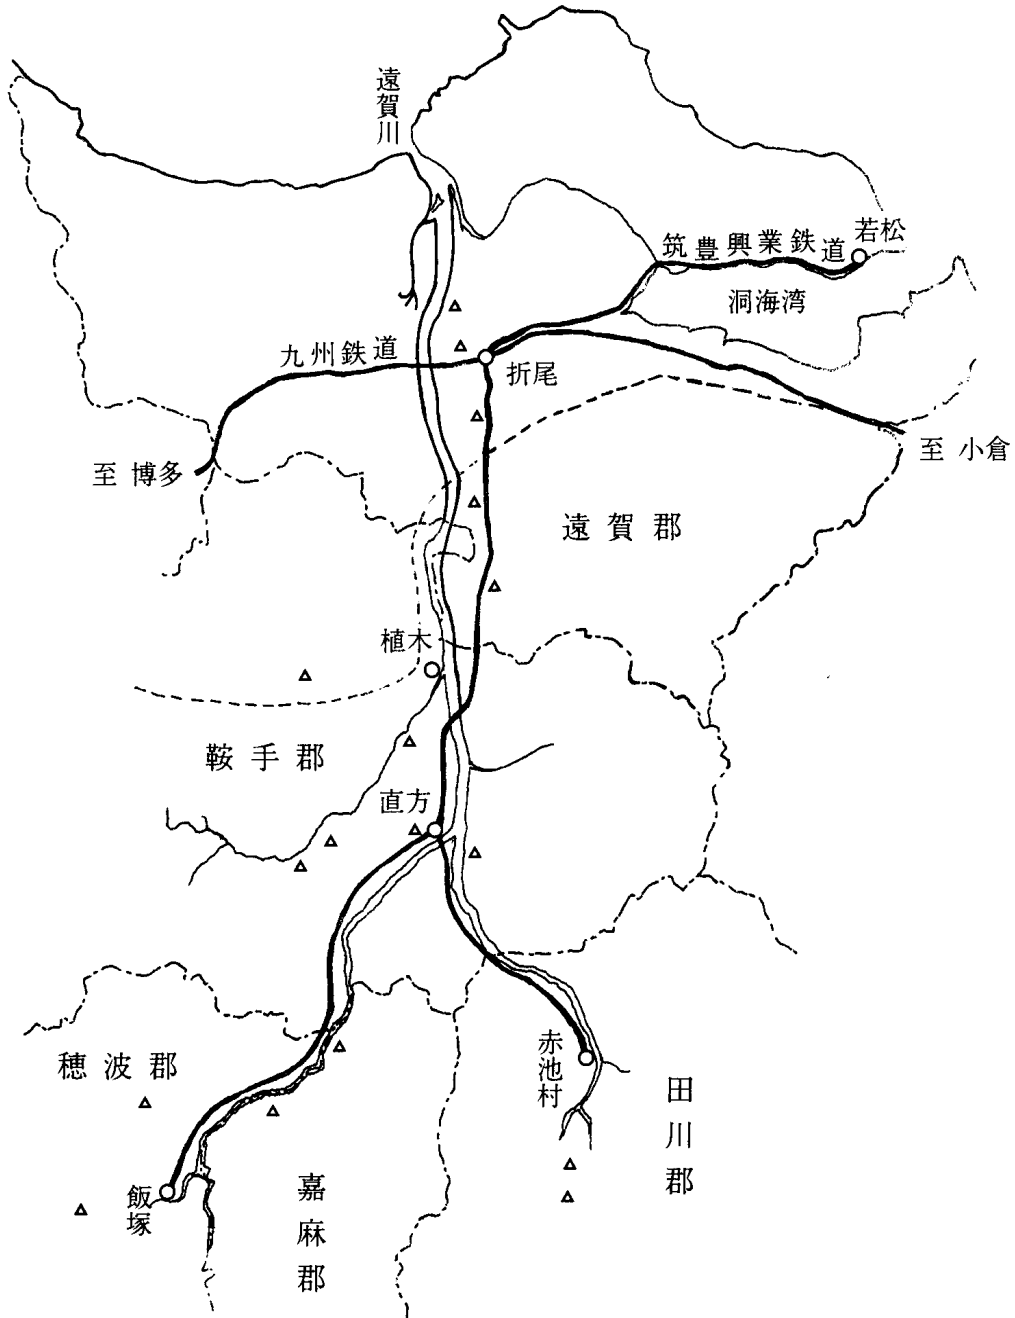 遠賀川
筑豊興業鉄道
若松
洞海湾
九州鉄道
折尾
至 博多
至 小倉
遠賀郡
植木
鞍手郡
直方
穂波郡
赤池村
田川郡
飯塚
嘉麻郡